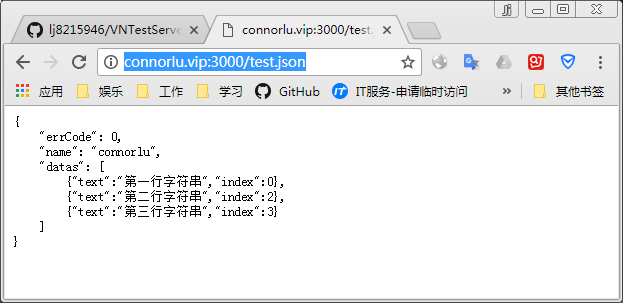 lj8215946/VNTestServe
connorlu.vip:3000/test.
connorlu.vip:3000/test.json
应用 娱乐 工作 学习 GitHub IT服务-申请临时访问 » 其他书签
{
"errCode": 0,
"name": "connorlu",
"datas": [
{"text":"第一行字符串","index":0},
{"text":"第二行字符串","index":2},
{"text":"第三行字符串","index":3}
]
}